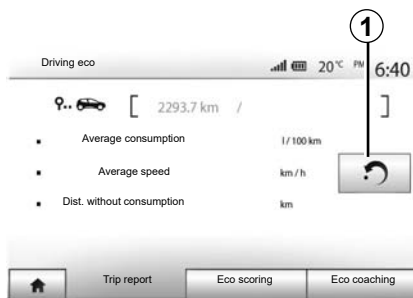 1
Driving eco 20°C PM 6:40
[ 2293.7 km / ]
Average consumption l/100 km
Average speed km/h
Dist. without consumption km
Trip report Eco scoring Eco coaching